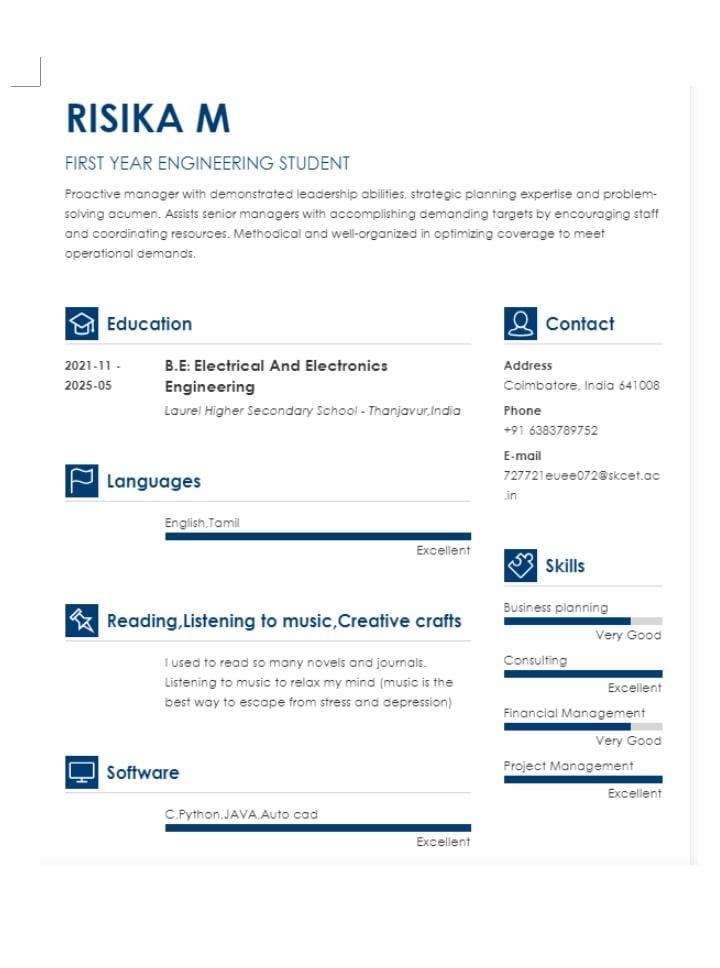 RISIKA M
FIRST YEAR ENGINEERING STUDENT
Proactive manager with demonstrated leadership abilities, strategic planning expertise and problem-
solving acumen. Assists senior managers with accomplishing demanding targets by encouraging staff
and coordinating resources. Methodical and well-organized in optimizing coverage to meet
operational demands.
Education
2021-11 -
2025-05
B.E: Electrical And Electronics
Engineering
Laurel Higher Secondary School - Thanjavur,India
Languages
English,Tamil
Excellent
Reading,Listening to music,Creative crafts
I used to read so many novels and journals.
Listening to music to relax my mind (music is the
best way to escape from stress and depression)
Software
C,Python,JAVA,Auto cad
Excellent
Contact
Address
Coimbatore, India 641008
Phone
+91 6383789752
E-mail
727721euee072@skcet.ac
.in
Skills
Business planning
Very Good
Consulting
Excellent
Financial Management
Very Good
Project Management
Excellent